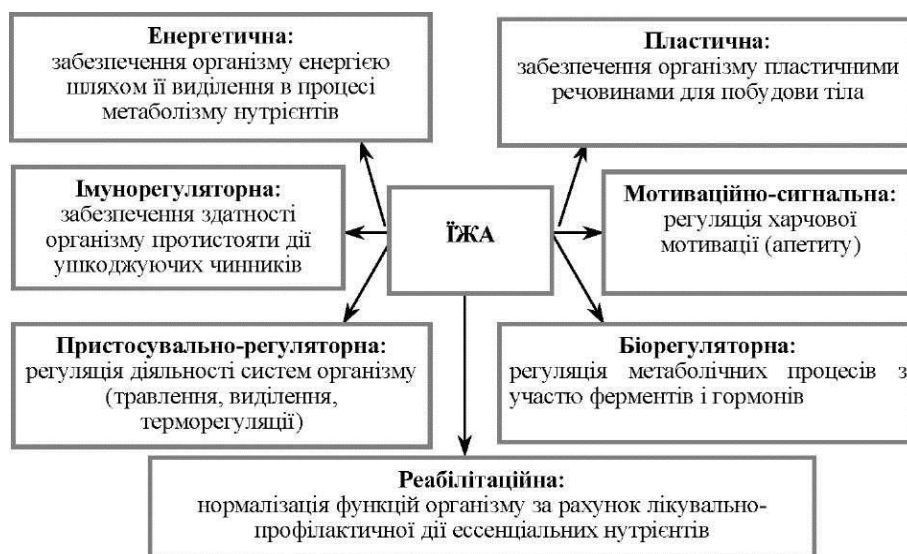 Енергетична:
забезпечення організму енергією
шляхом її виділення в процесі
метаболізму нутрієнтів
Пластична:
забезпечення організму пластичними
речовинами для побудови тіла
Імунорегуляторна:
забезпечення здатності
організму протистояти дії
ушкоджуючих чинників
ЇЖА
Мотиваційно-сигнальна:
регуляція харчової
мотивації (апетиту)
Пристосувально-регуляторна:
регуляція діяльності систем організму
(травлення, виділення,
терморегуляції)
Біорегуляторна:
регуляція метаболічних процесів за
участю ферментів і гормонів
Реабілітаційна:
нормалізація функцій організму за рахунок лікувально-
профілактичної дії ессенціальних нутрієнтів